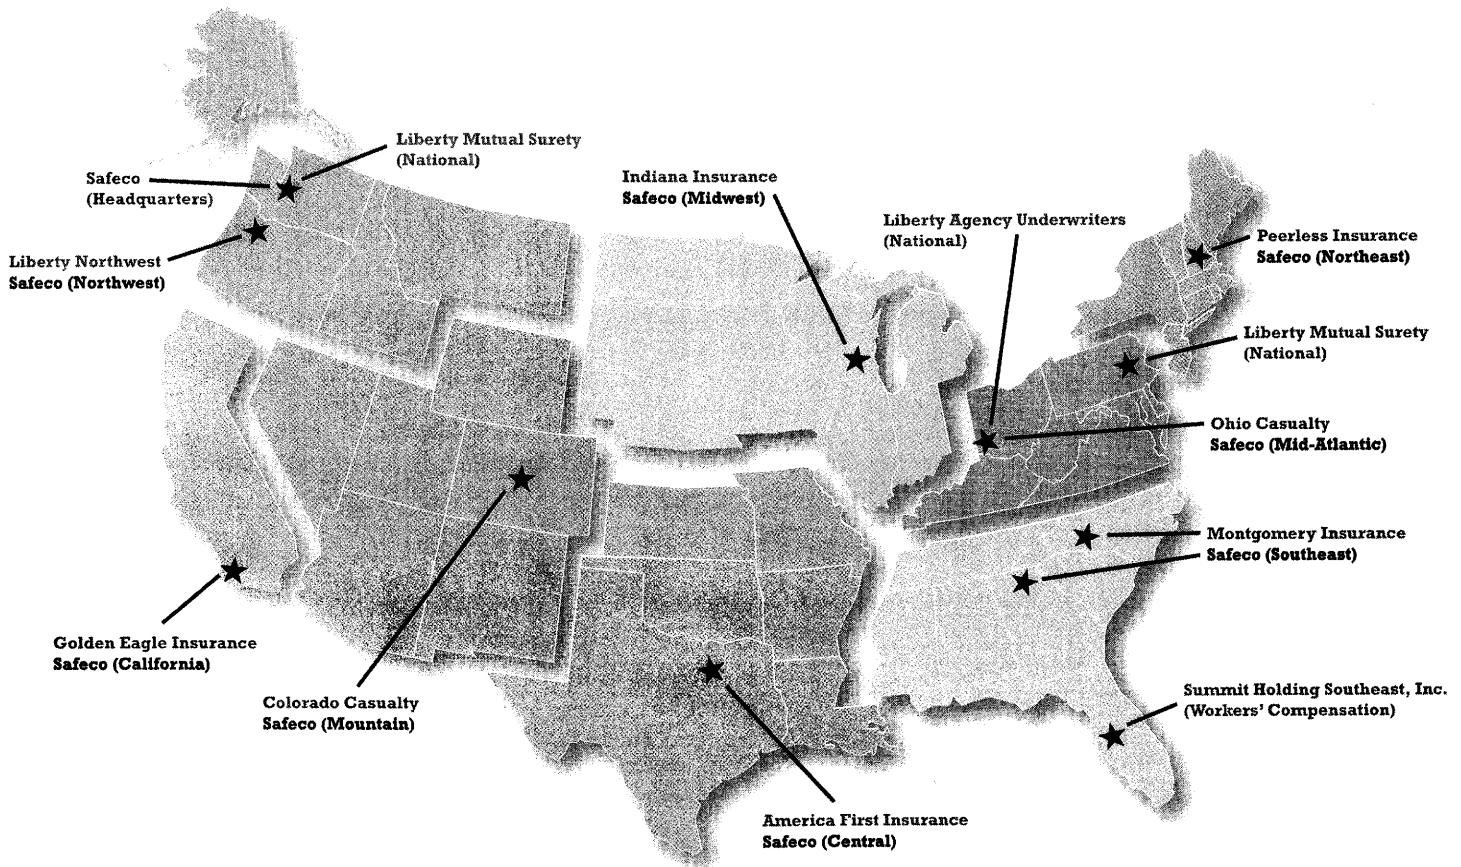 Liberty Mutual Surety
(National)
Safeco
(Headquarters)
Liberty Northwest
Safeco (Northwest)
Indiana Insurance
Safeco (Midwest)
Liberty Agency Underwriters
(National)
Peerless Insurance
Safeco (Northeast)
Liberty Mutual Surety
(National)
Ohio Casualty
Safeco (Mid-Atlantic)
Montgomery Insurance
Safeco (Southeast)
Golden Eagle Insurance
Safeco (California)
Colorado Casualty
Safeco (Mountain)
Summit Holding Southeast, Inc.
(Workers’ Compensation)
America First Insurance
Safeco (Central)